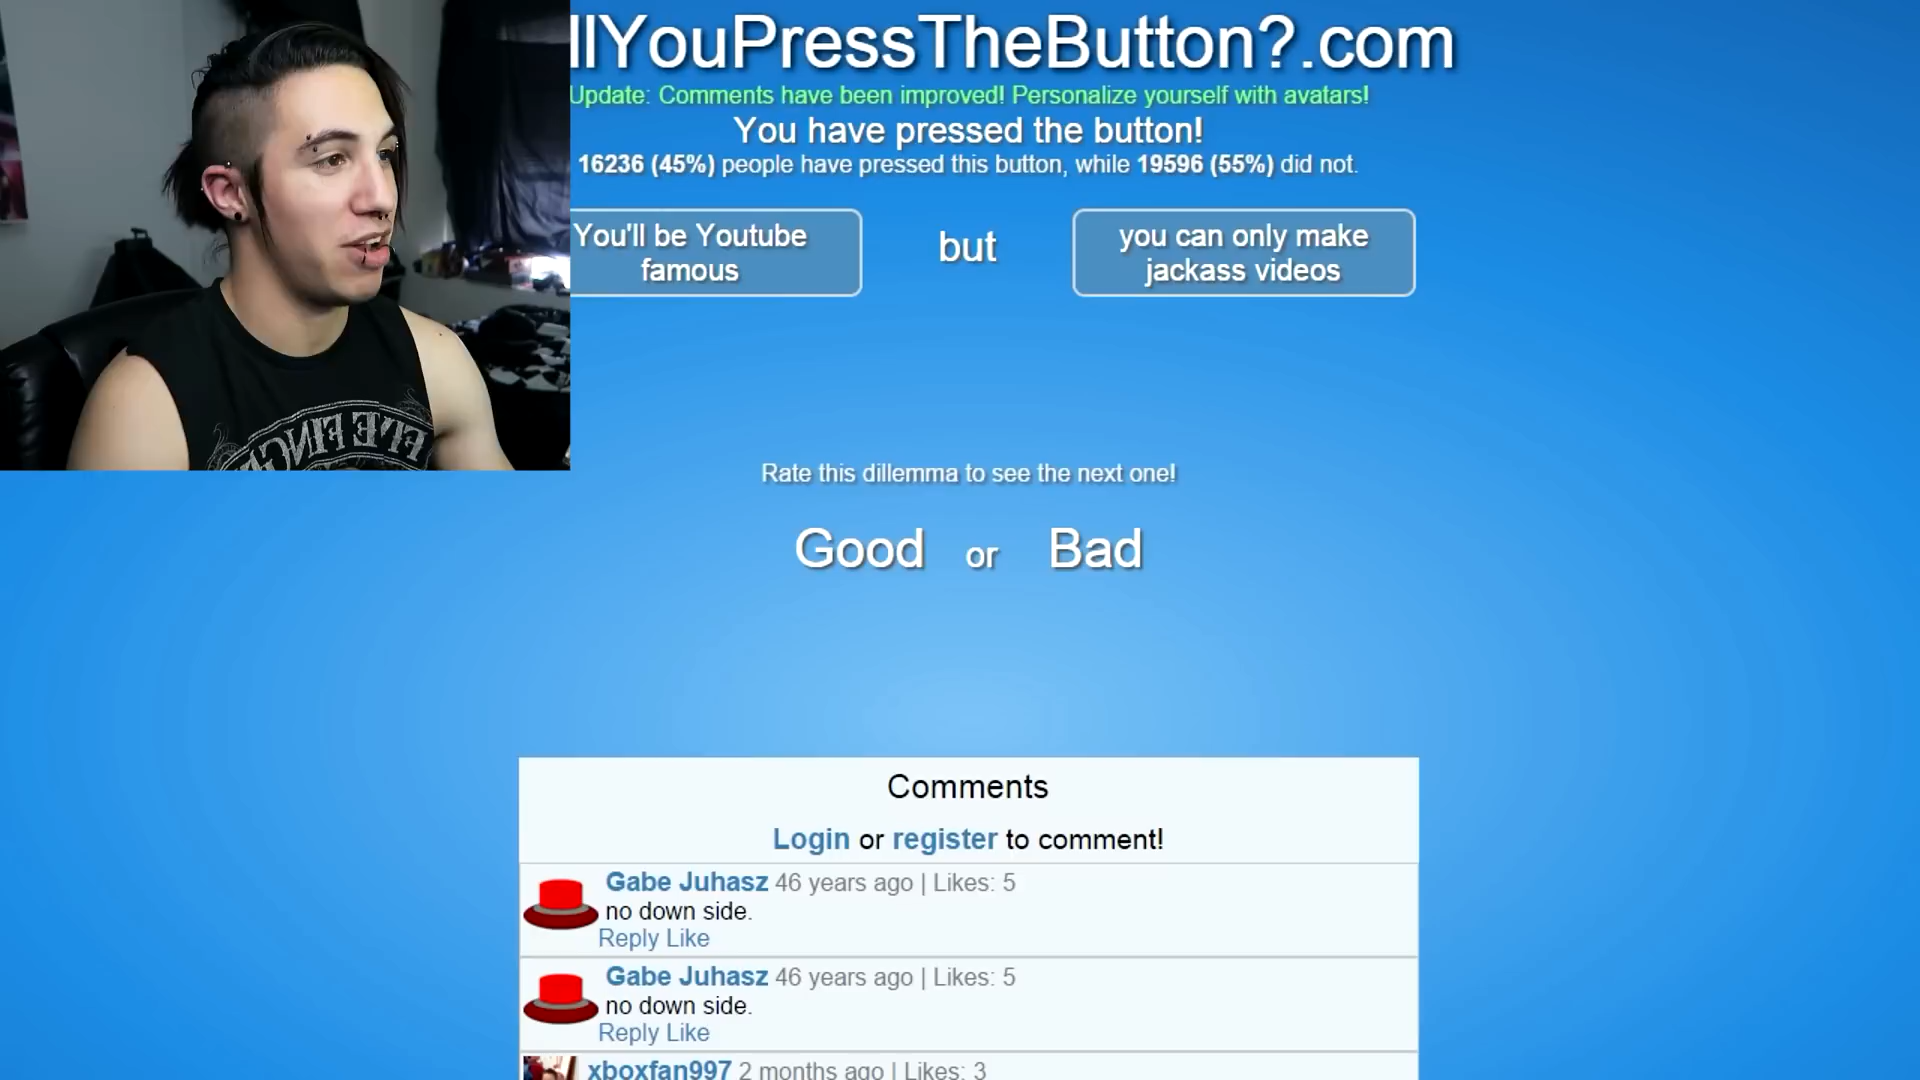 llYouPressTheButton?.com
Update: Comments have been improved! Personalize yourself with avatars!
You have pressed the button!
16236 (45%) people have pressed this button, while 19596 (55%) did not.
You'll be Youtube
famous
but
you can only make
jackass videos
FIVE FING
Rate this dillemma to see the next one!
Good or Bad
Comments
Login or register to comment!
Gabe Juhasz 46 years ago | Likes: 5
no down side.
Reply Like
Gabe Juhasz 46 years ago | Likes: 5
no down side.
Reply Like
xboxfan997 2 months ago | Likes: 3